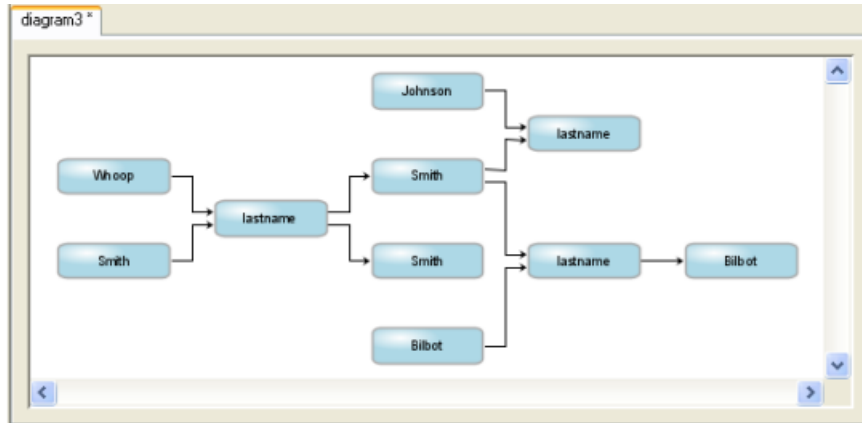 diagram3 *
Johnson
lastname
Whoop
Smith
lastname
Smith
Smith
lastname
Bilbot
Bilbot